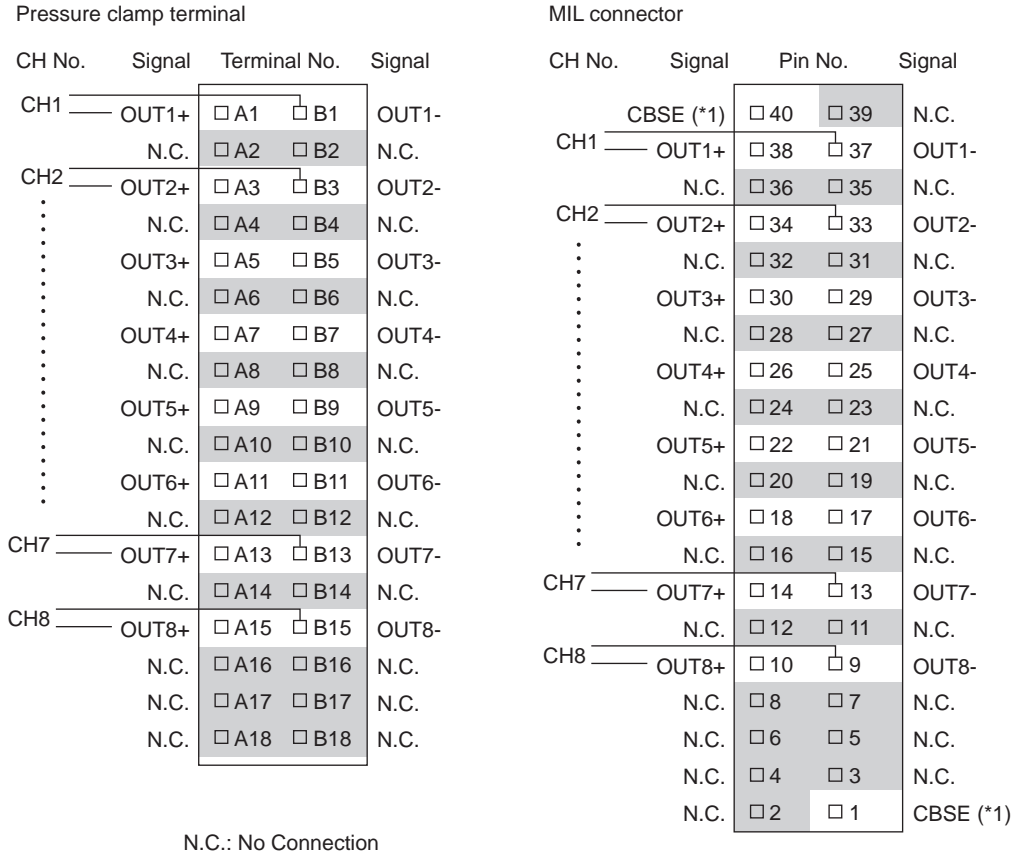 Pressure clamp terminal
CH No. Signal Terminal No. Signal
CH1 OUT1+ A1 B1 OUT1-
N.C. A2 B2 N.C.
CH2 OUT2+ A3 B3 OUT2-
N.C. A4 B4 N.C.
OUT3+ A5 B5 OUT3-
N.C. A6 B6 N.C.
OUT4+ A7 B7 OUT4-
N.C. A8 B8 N.C.
OUT5+ A9 B9 OUT5-
N.C. A10 B10 N.C.
OUT6+ A11 B11 OUT6-
N.C. A12 B12 N.C.
CH7 OUT7+ A13 B13 OUT7-
N.C. A14 B14 N.C.
CH8 OUT8+ A15 B15 OUT8-
N.C. A16 B16 N.C.
N.C. A17 B17 N.C.
N.C. A18 B18 N.C.
N.C.: No Connection
MIL connector
CH No. Signal Pin No. Signal
CBSE (*1) 40 39 N.C.
CH1 OUT1+ 38 37 OUT1-
N.C. 36 35 N.C.
CH2 OUT2+ 34 33 OUT2-
N.C. 32 31 N.C.
OUT3+ 30 29 OUT3-
N.C. 28 27 N.C.
OUT4+ 26 25 OUT4-
N.C. 24 23 N.C.
OUT5+ 22 21 OUT5-
N.C. 20 19 N.C.
OUT6+ 18 17 OUT6-
N.C. 16 15 N.C.
CH7 OUT7+ 14 13 OUT7-
N.C. 12 11 N.C.
CH8 OUT8+ 10 9 OUT8-
N.C. 8 7 N.C.
N.C. 6 5 N.C.
N.C. 4 3 N.C.
N.C. 2 1 CBSE (*1)